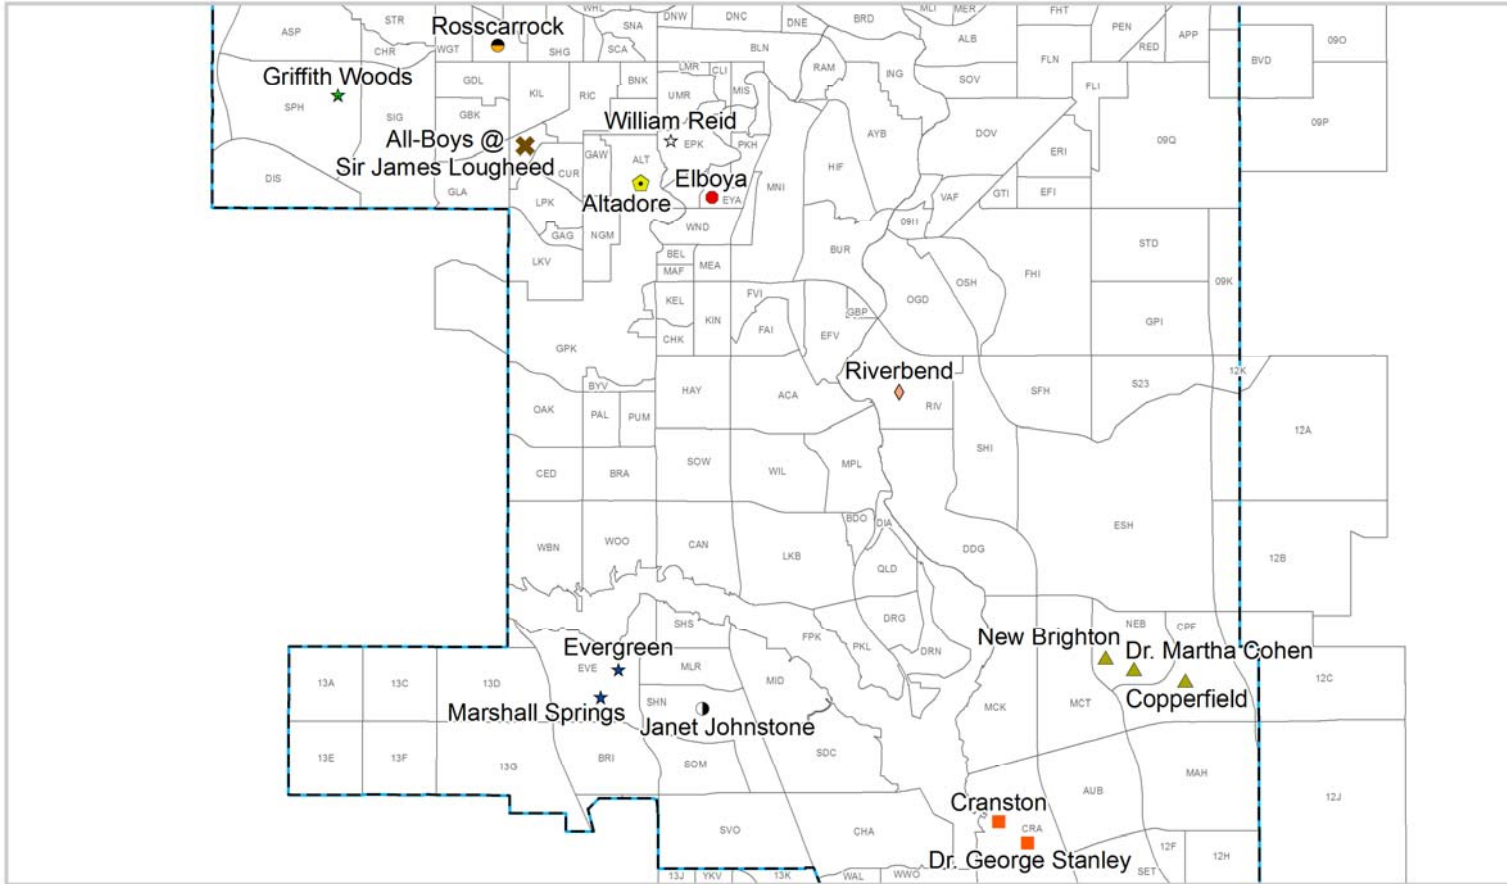 WHL
DNW
DNC
DNE
BRD
MLI
MER
FHT
STR
SNA
PEN
APP
ASP
Rosscarrock
ALB
RED
09O
CHR
WGT
SHG
SCA
BLN
FLN
BVD
Griffith Woods
GDL
BNK
LMR
CLI
RAM
ING
SOV
FLI
SPH
SIG
GBK
KIL
RIC
UMR
MIS
William Reid
09P
All-Boys @
Sir James Lougheed
EPK
PKH
AYB
DOV
ERI
09Q
GAW
ALT
DIS
GLA
CUR
Elboya
MNI
HIF
LPK
Altadore
EYA
VAF
GTI
EFI
GAG
NGM
WND
09H
STD
LKV
BEL
MAF
MEA
BUR
OSH
FHI
09K
KEL
FVI
OGD
KIN
FAI
GBP
EFV
GPI
GPK
CHK
Riverbend
12K
BYV
HAY
ACA
SFH
S23
OAK
PAL
PUM
RIV
12A
CED
BRA
SOW
WIL
MPL
SHI
BDO
DIA
ESH
WBN
WOO
CAN
LKB
DDG
12B
QLD
SHS
FPK
DRG
NEB
CPF
Evergreen
New Brighton
Dr. Martha Cohen
EVE
MLR
PKL
DRN
13A
13C
13D
MID
12C
Marshall Springs
SHN
Janet Johnstone
MCK
MCT
Copperfield
13E
13F
13G
BRI
SOM
SDC
MAH
AUB
12J
Cranston
SVO
CHA
CRA
Dr. George Stanley
12F
12H
SET
13J
YKV
13K
WAL
WWO